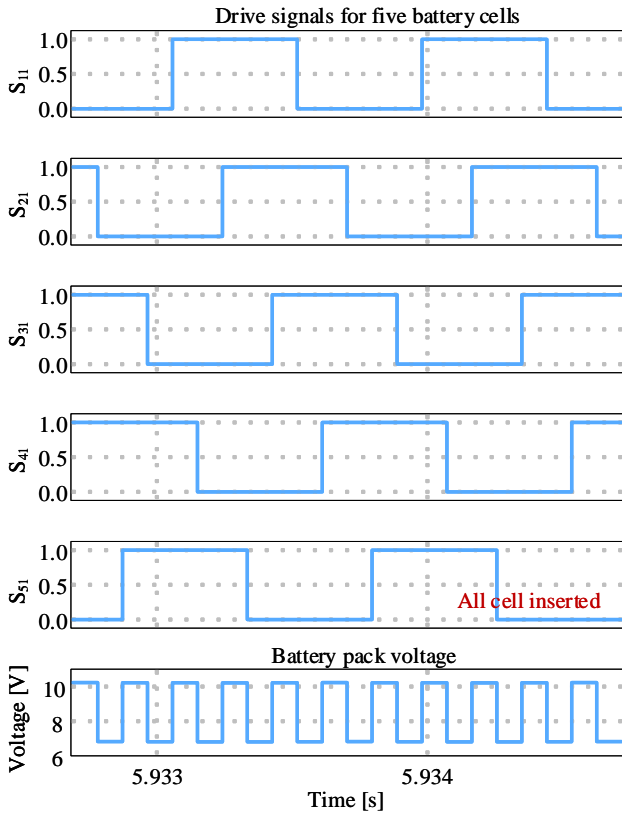 Drive signals for five battery cells
S11
1.0
0.5
0.0
S21
1.0
0.5
0.0
S31
1.0
0.5
0.0
S41
1.0
0.5
0.0
S51
1.0
0.5
0.0
All cell inserted
Battery pack voltage
Voltage [V]
10
8
6
5.933 5.934
Time [s]